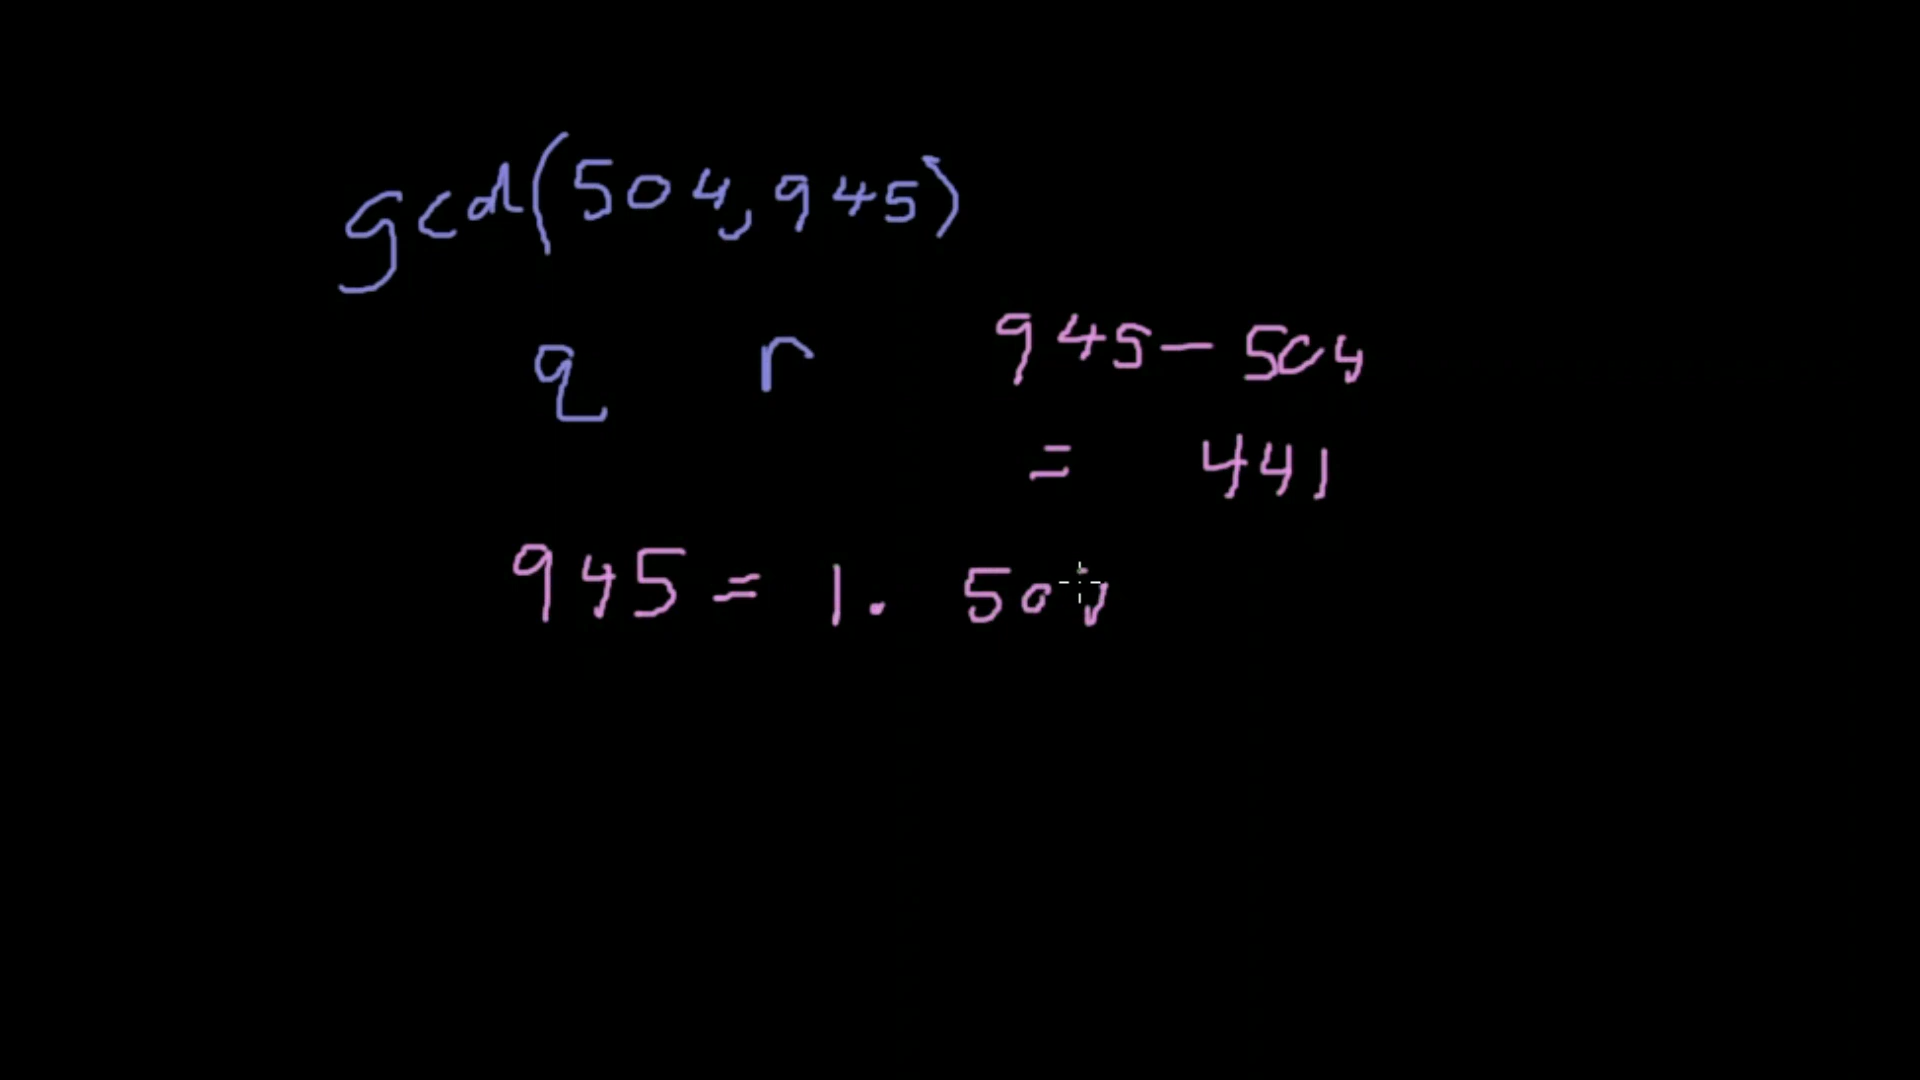 gcd(504,945)
q r
945-504
= 441
945 = 1. 504